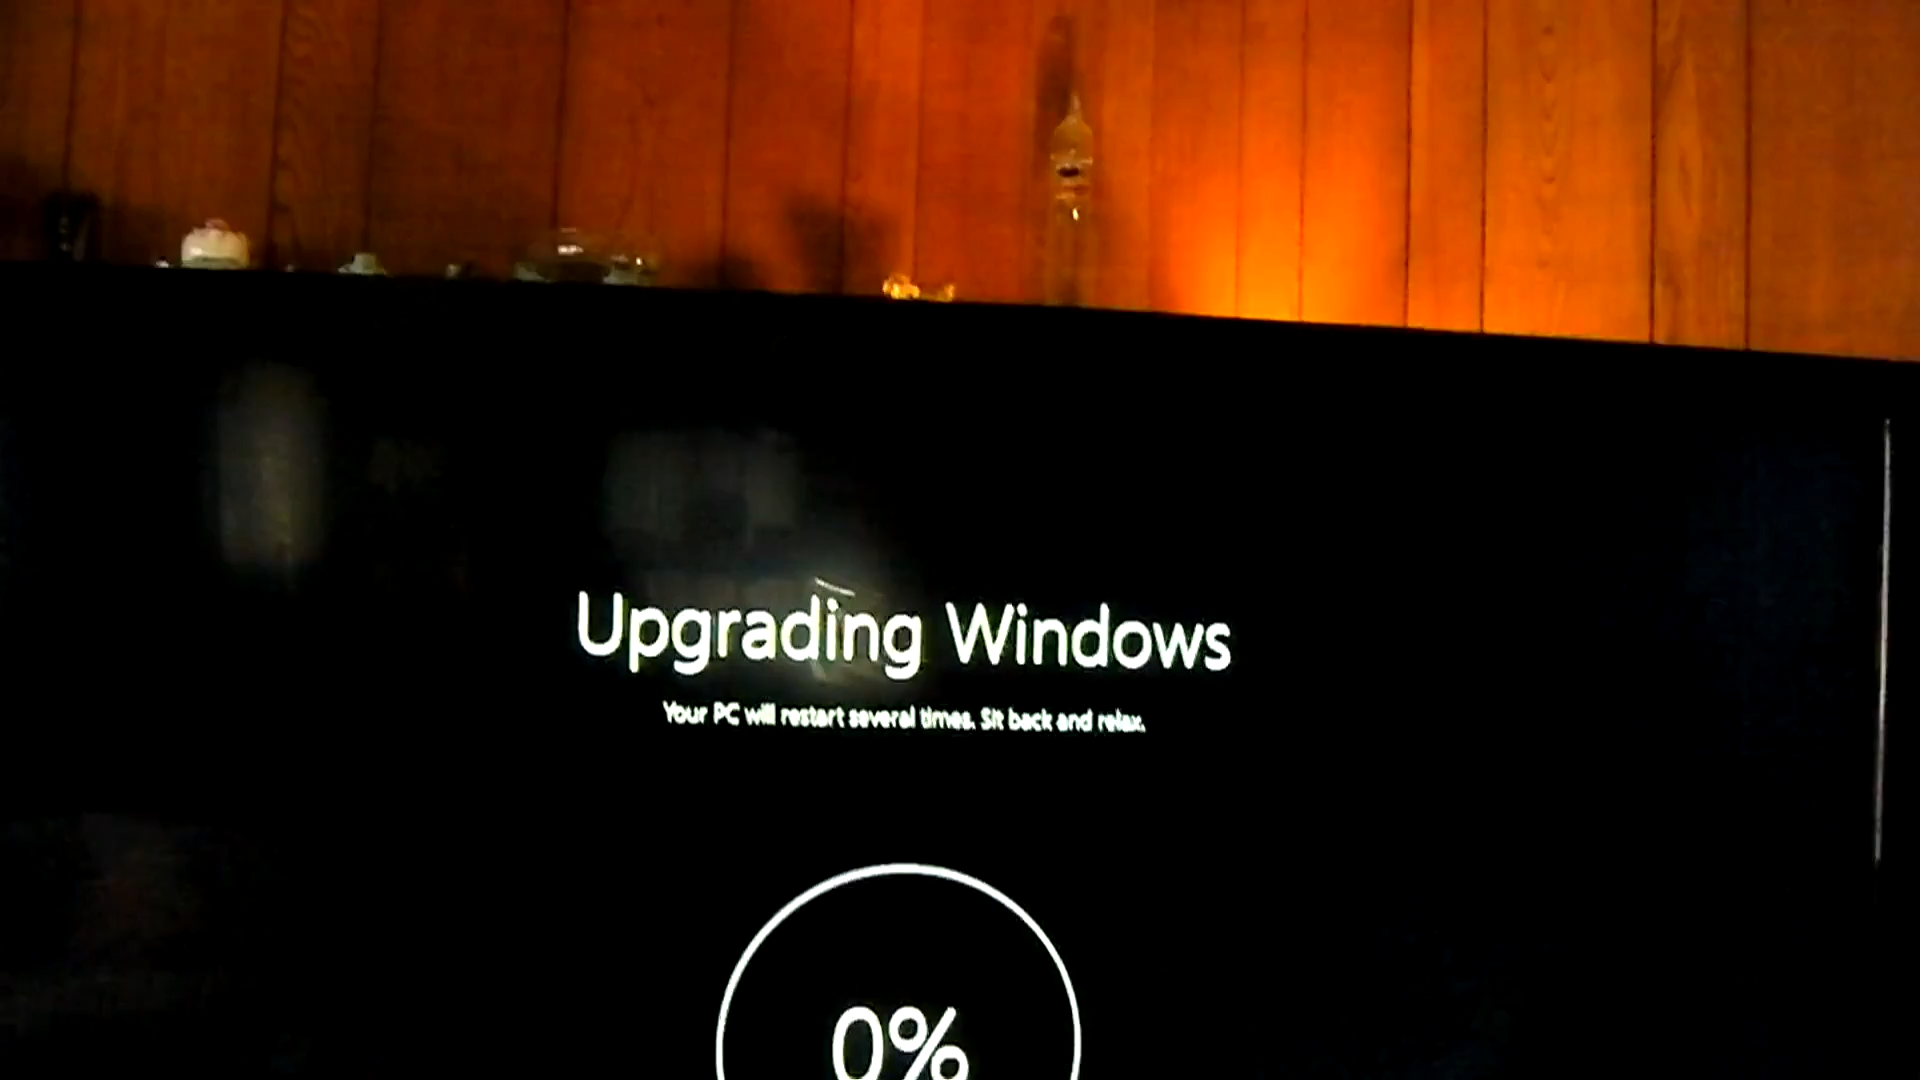 Upgrading Windows
Your PC will restart several times. Sit back and relax.
0%